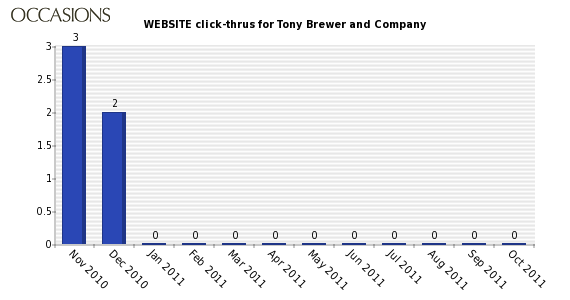 OCCASIONS
WEBSITE click-thrus for Tony Brewer and Company
3
2.5
2
1.5
1
0.5
0
3
2
0
0
0
0
0
0
0
0
0
0
Nov 2010
Dec 2010
Jan 2011
Feb 2011
Mar 2011
Apr 2011
May 2011
Jun 2011
Jul 2011
Aug 2011
Sep 2011
Oct 2011